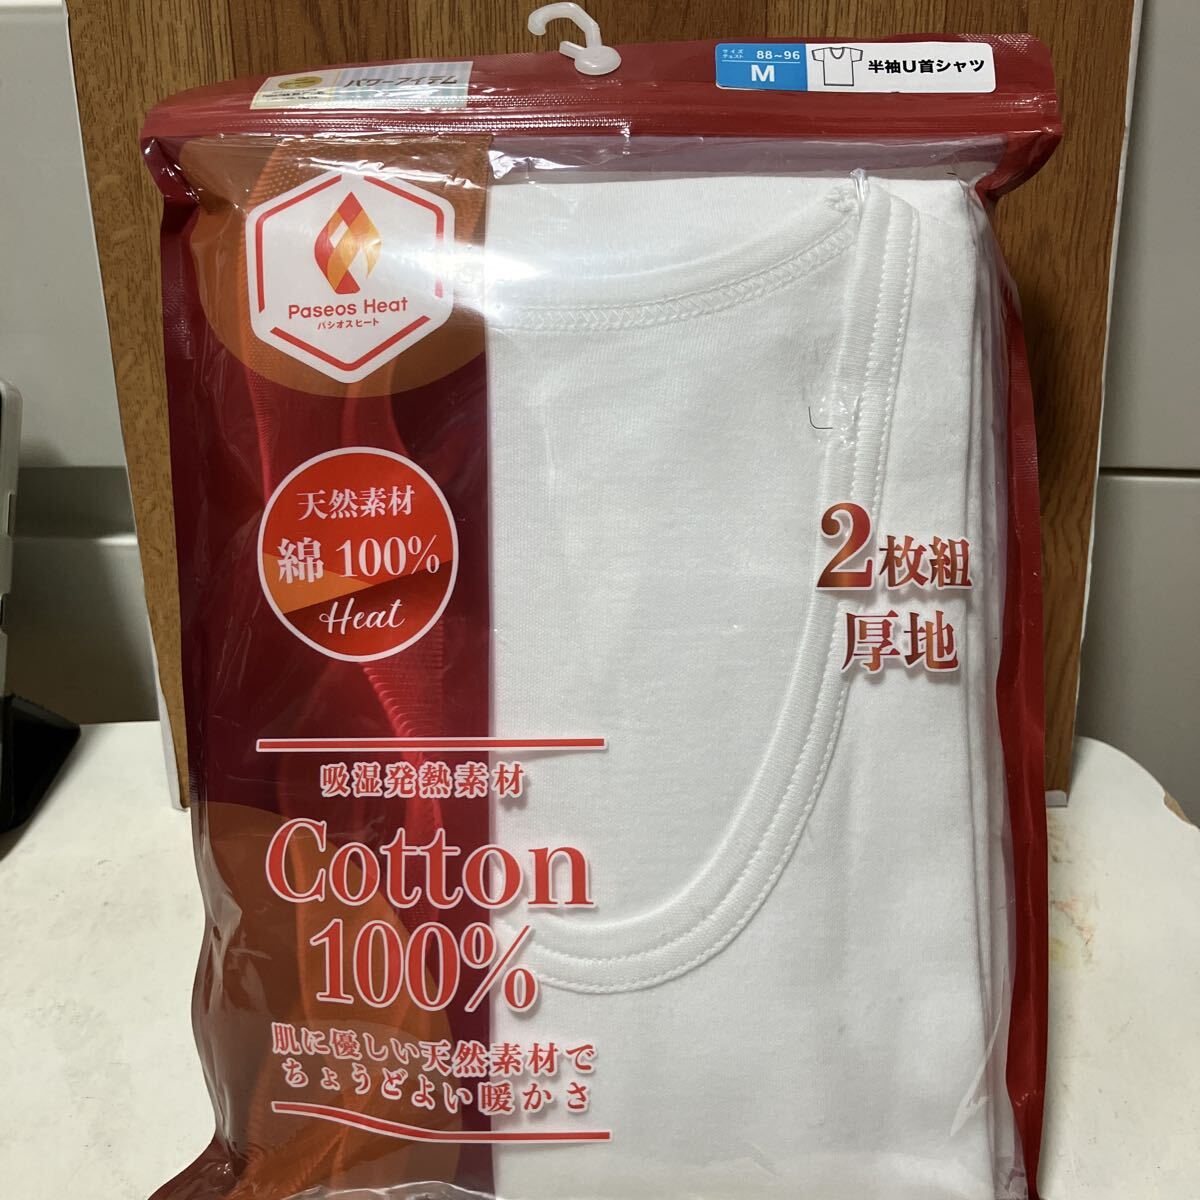 パワーアイテム
サイズ
チェスト 88~96
M
半袖U首シャツ
Paseos Heat
パシオスヒート
天然素材
綿 100%
Heat
2枚組
厚地
吸湿発熱素材
Cotton
100%
肌に優しい天然素材で
ちょうどよい暖かさ